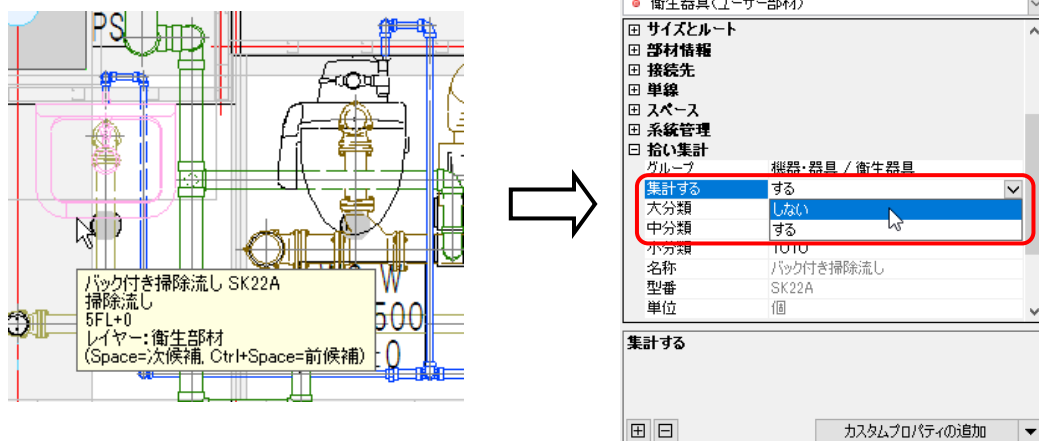 PS
W
500
0
バック付き掃除流し SK22A
掃除流し
5FL+0
レイヤー:衛生部材
(Space=次候補, Ctrl+Space=前候補)
衛生器具(ユーザー部材)
サイズとルート
部材情報
接続先
単線
スペース
系統管理
拾い集計
グループ 機器・器具 / 衛生器具
集計する する
大分類 しない
中分類 する
小分類 TOTO
名称 バック付き掃除流し
型番 SK22A
単位 個
集計する
カスタムプロパティの追加